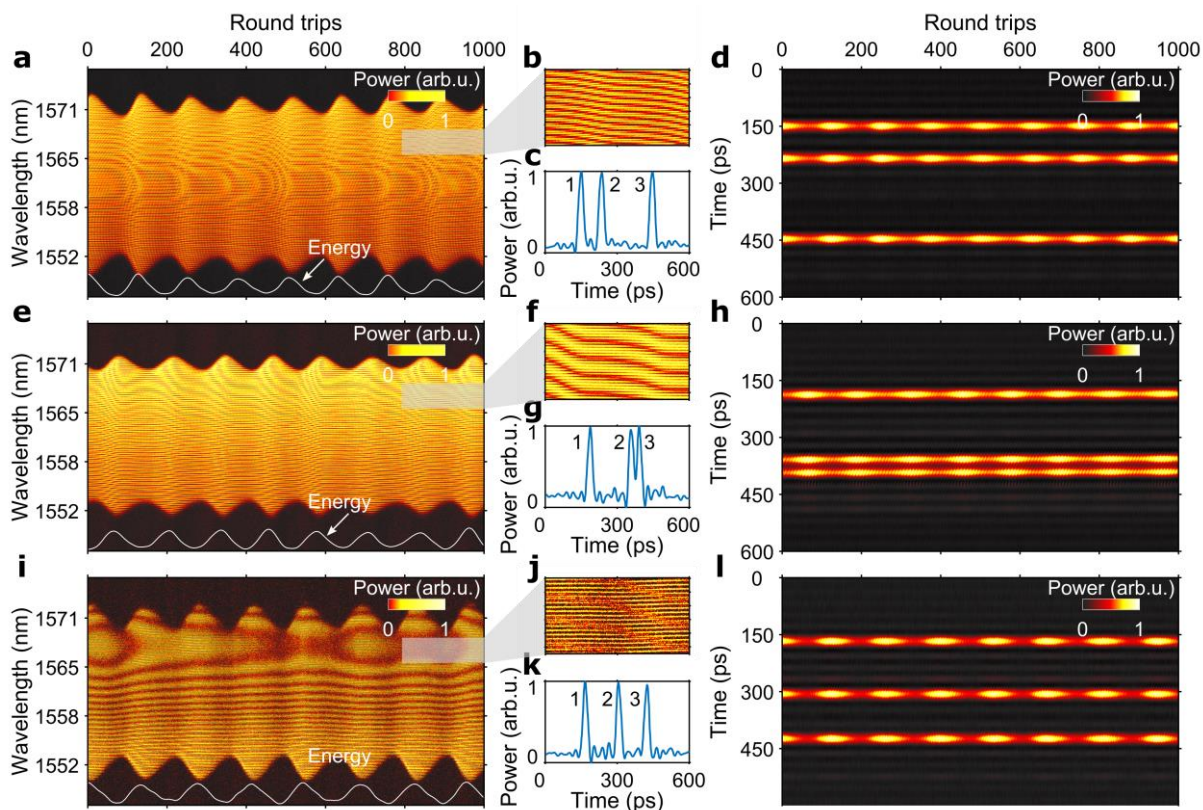 Round trips
0 200 400 600 800 1000
a
Power (arb.u.)
0 1
Wavelength (nm)
1571
1565
1558
1552
Energy
b
c
Power (arb.u.)
1
0
1 2 3
0 300 600
Time (ps)
Round trips
0 200 400 600 800 1000
d
Power (arb.u.)
0 1
Time (ps)
0
150
300
450
600
e
Power (arb.u.)
0 1
Wavelength (nm)
1571
1565
1558
1552
Energy
f
g
Power (arb.u.)
1
0
1 2 3
0 300 600
Time (ps)
h
Power (arb.u.)
0 1
Time (ps)
0
150
300
450
600
i
Power (arb.u.)
0 1
Wavelength (nm)
1571
1565
1558
1552
Energy
j
k
Power (arb.u.)
1
0
1 2 3
0 300 600
Time (ps)
l
Power (arb.u.)
0 1
Time (ps)
0
150
300
450